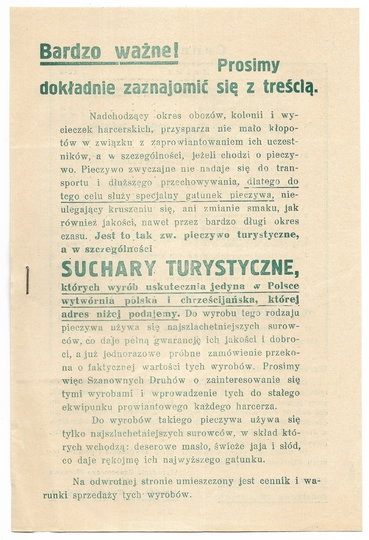 Bardzo ważne!
Prosimy
dokładnie zaznajomić się z treścią.
Nadchodzący okres obozów, kolonii i wy-
cieczek harcerskich, przysparza nie mało kłopo-
tów w związku z zaprowiantowaniem ich uczest-
ników, a w szczególności, jeżeli chodzi o pieczy-
wo. Pieczywo zwyczajne nie nadaje się do tran-
sportu i dłuższego przechowywania, dlatego do
tego celu służy specjalny gatunek pieczywa, nie-
ulegający kruszeniu się, ani zmianie smaku, jak
również jakości, nawet przez bardzo długi okres
czasu. Jest to tak zw. pieczywo turystyczne,
a w szczególności
SUCHARY TURYSTYCZNE,
których wyrób uskutecznia jedyna w Polsce
wytwórnia polska i chrześcijańska, której
adres niżej podajemy. Do wyrobu tego rodzaju
pieczywa używa się najszlachetniejszych surow-
ców, co daje pełną gwarancję ich jakości i dobro-
ci, a już jednorazowe próbne zamówienie przeko-
na o faktycznej wartości tych wyrobów. Prosimy
więc Szanownych Druhów o zainteresowanie się
tymi wyrobami i wprowadzenie tych do stałego
ekwipunku prowiantowego każdego harcerza.
Do wyrobów takiego pieczywa używa się
tylko najszlachetniejszych surowców, w skład któ-
rych wchodzą: deserowe masło, świeże jaja i słód,
co daje rękojmę ich najwyższego gatunku.
Na odwrotnej stronie umieszczony jest cennik i wa-
runki sprzedaży tych wyrobów.